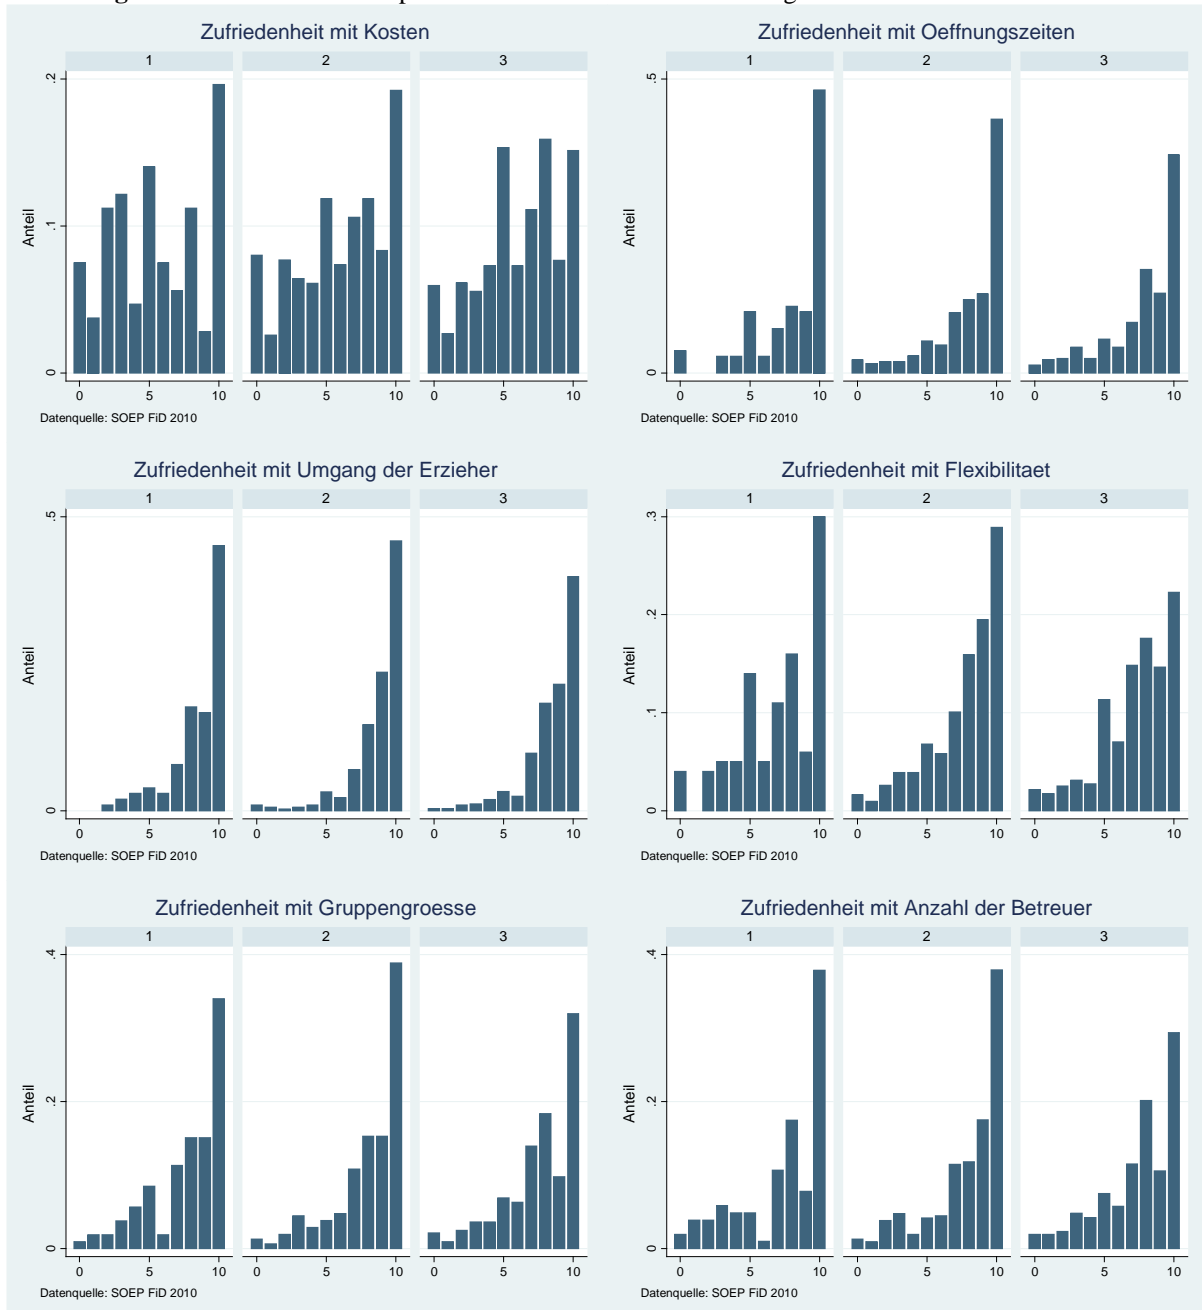 Zufriedenheit mit Kosten
1 2 3
.2
.1
0
Anteil
0 5 10 0 5 10 0 5 10
Datenquelle: SOEP FiD 2010
Zufriedenheit mit Oeffnungszeiten
1 2 3
.5
0
Anteil
0 5 10 0 5 10 0 5 10
Datenquelle: SOEP FiD 2010
Zufriedenheit mit Umgang der Erzieher
1 2 3
.5
0
Anteil
0 5 10 0 5 10 0 5 10
Datenquelle: SOEP FiD 2010
Zufriedenheit mit Flexibilitaet
1 2 3
.3
.2
.1
0
Anteil
0 5 10 0 5 10 0 5 10
Datenquelle: SOEP FiD 2010
Zufriedenheit mit Gruppengroesse
1 2 3
.4
.2
0
Anteil
0 5 10 0 5 10 0 5 10
Datenquelle: SOEP FiD 2010
Zufriedenheit mit Anzahl der Betreuer
1 2 3
.4
.2
0
Anteil
0 5 10 0 5 10 0 5 10
Datenquelle: SOEP FiD 2010